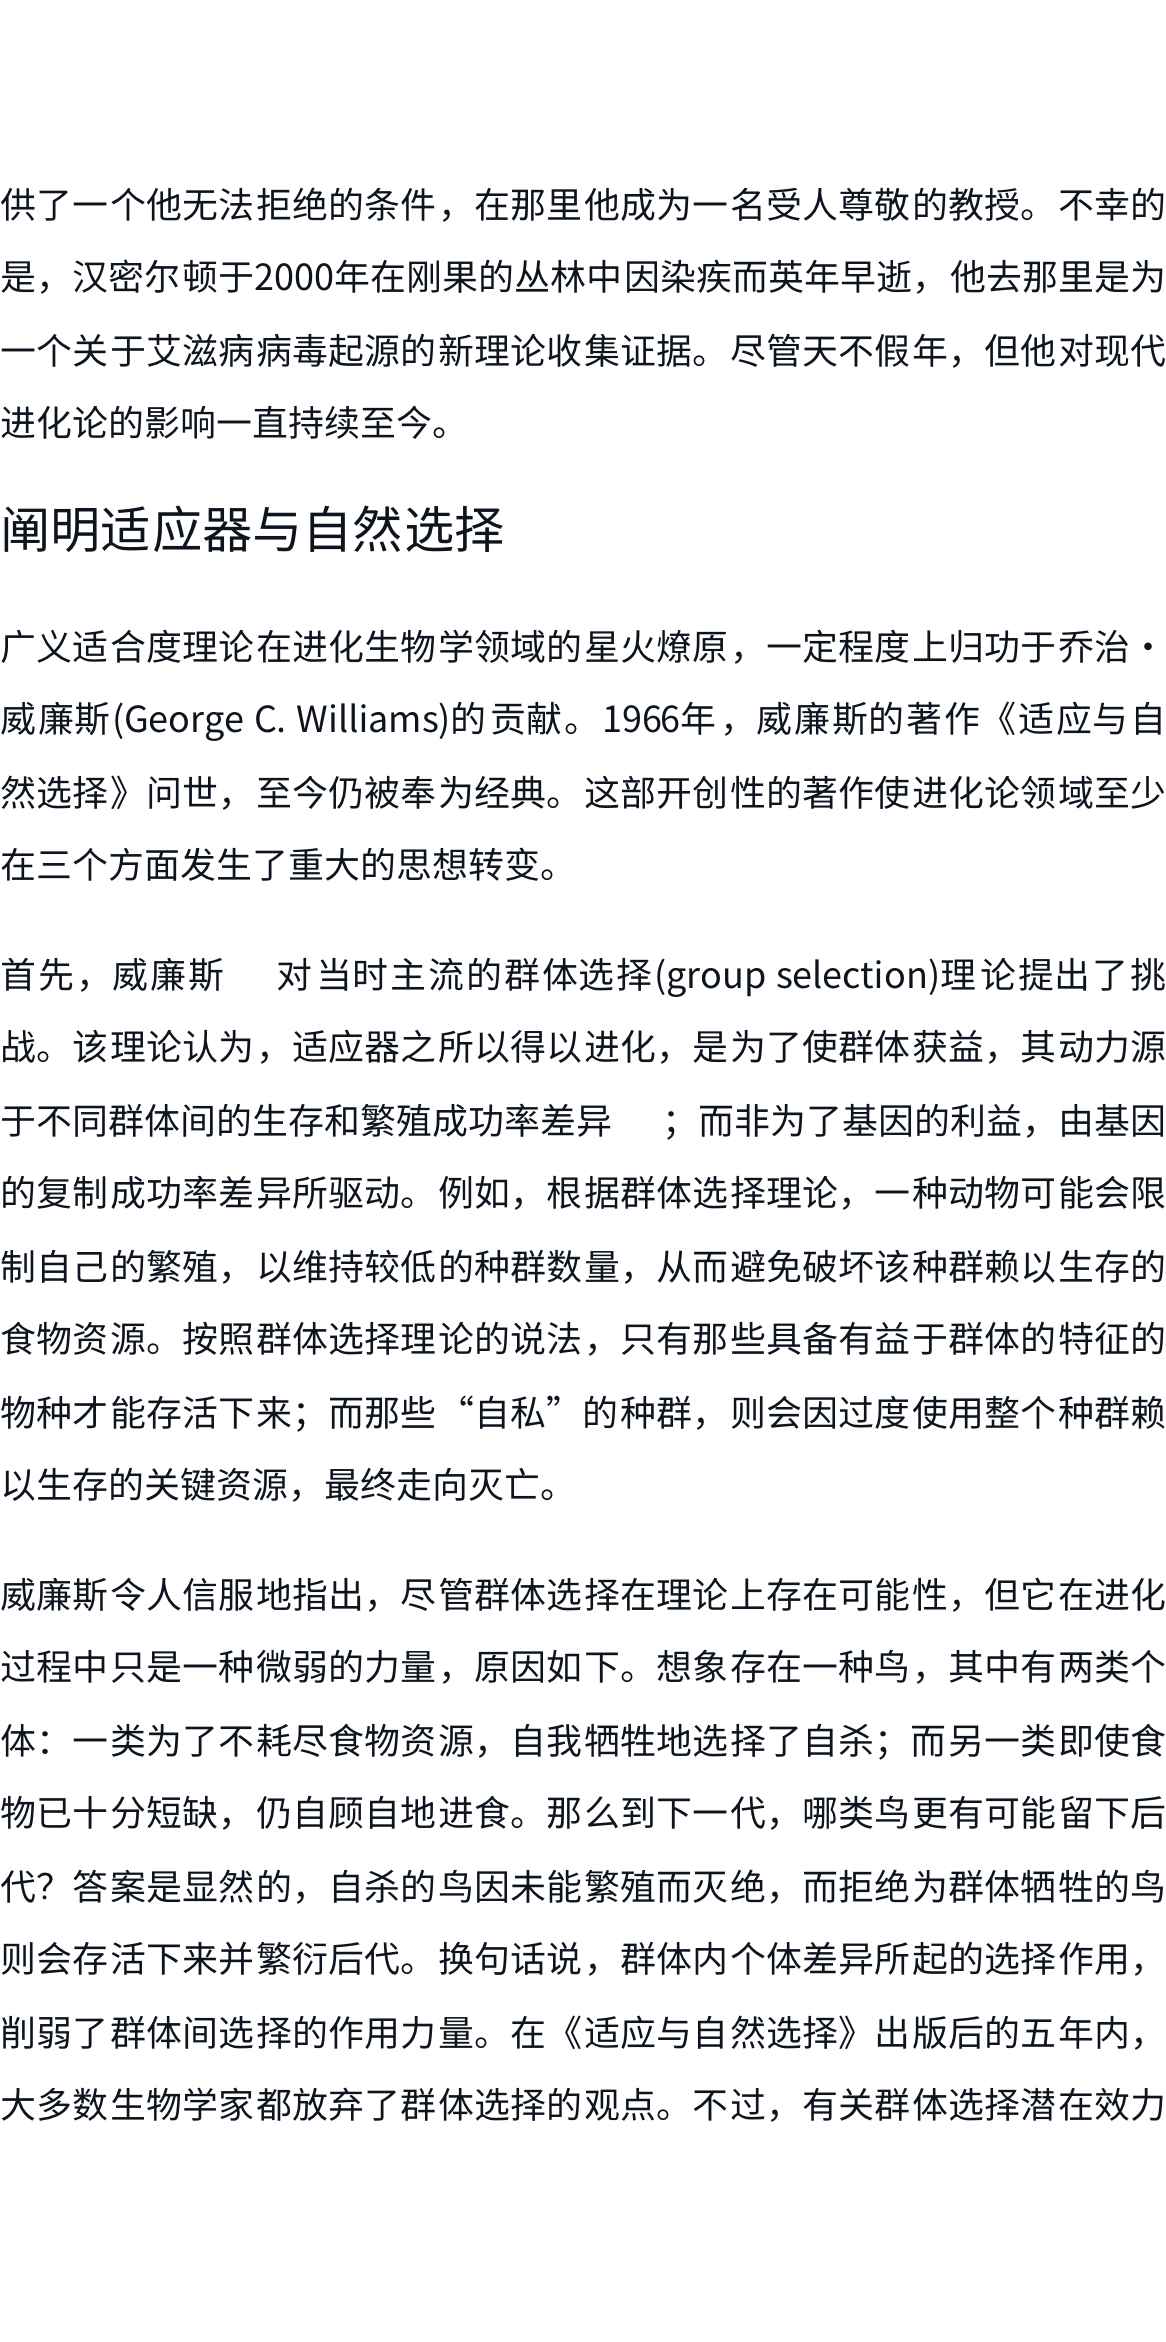 供了一个他无法拒绝的条件，在那里他成为一名受人尊敬的教授。不幸的
是，汉密尔顿于2000年在刚果的丛林中因染疾而英年早逝，他去那里是为
一个关于艾滋病病毒起源的新理论收集证据。尽管天不假年，但他对现代
进化论的影响一直持续至今。
阐明适应器与自然选择
广义适合度理论在进化生物学领域的星火燎原，一定程度上归功于乔治·
威廉斯(George C. Williams)的贡献。1966年，威廉斯的著作《适应与自
然选择》问世，至今仍被奉为经典。这部开创性的著作使进化论领域至少
在三个方面发生了重大的思想转变。
首先，威廉斯　对当时主流的群体选择(group selection)理论提出了挑
战。该理论认为，适应器之所以得以进化，是为了使群体获益，其动力源
于不同群体间的生存和繁殖成功率差异　；而非为了基因的利益，由基因
的复制成功率差异所驱动。例如，根据群体选择理论，一种动物可能会限
制自己的繁殖，以维持较低的种群数量，从而避免破坏该种群赖以生存的
食物资源。按照群体选择理论的说法，只有那些具备有益于群体的特征的
物种才能存活下来；而那些“自私”的种群，则会因过度使用整个种群赖
以生存的关键资源，最终走向灭亡。
威廉斯令人信服地指出，尽管群体选择在理论上存在可能性，但它在进化
过程中只是一种微弱的力量，原因如下。想象存在一种鸟，其中有两类个
体：一类为了不耗尽食物资源，自我牺牲地选择了自杀；而另一类即使食
物已十分短缺，仍自顾自地进食。那么到下一代，哪类鸟更有可能留下后
代？答案是显然的，自杀的鸟因未能繁殖而灭绝，而拒绝为群体牺牲的鸟
则会存活下来并繁衍后代。换句话说，群体内个体差异所起的选择作用，
削弱了群体间选择的作用力量。在《适应与自然选择》出版后的五年内，
大多数生物学家都放弃了群体选择的观点。不过，有关群体选择潜在效力